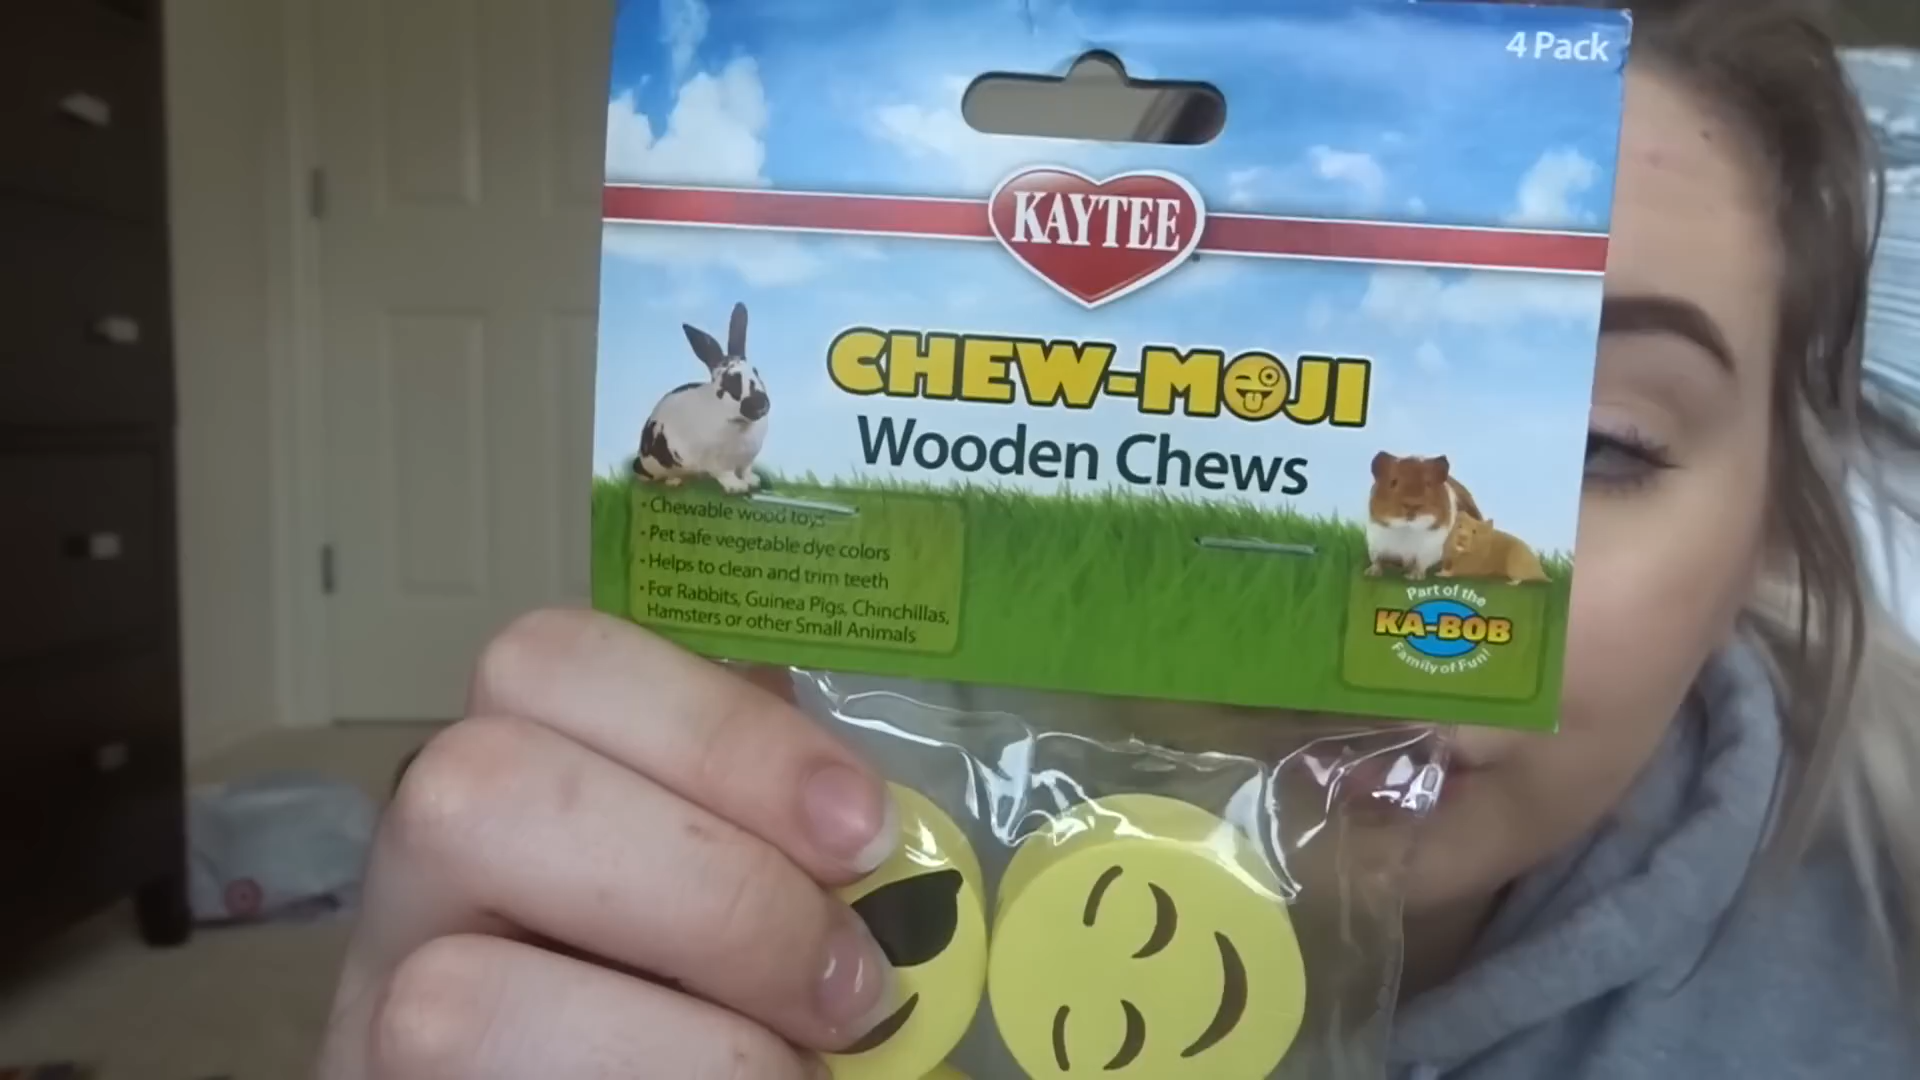 4 Pack
KAYTEE
CHEW-MOJI
Wooden Chews
• Chewable wood toys
• Pet safe vegetable dye colors
• Helps to clean and trim teeth
• For Rabbits, Guinea Pigs, Chinchillas,
Hamsters or other Small Animals
Part of the
KA-BOB
Family of Fun!